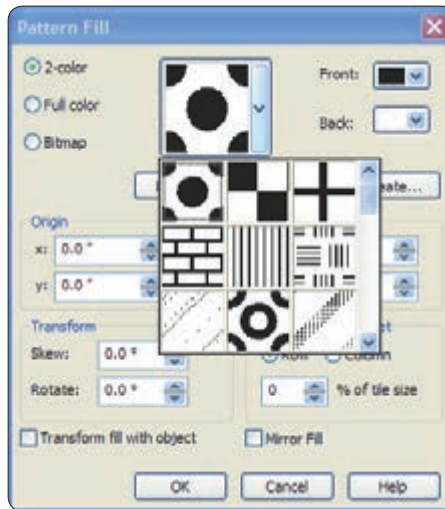 Pattern Fill
2-color
Front:
Full color
Back:
Bitmap
eate...
Origin
x: 0.0 "
y: 0.0 "
Transform
et
Skew: 0.0 °
Row Column
Rotate: 0.0 °
0 % of tile size
Transform fill with object
Mirror Fill
OK Cancel Help